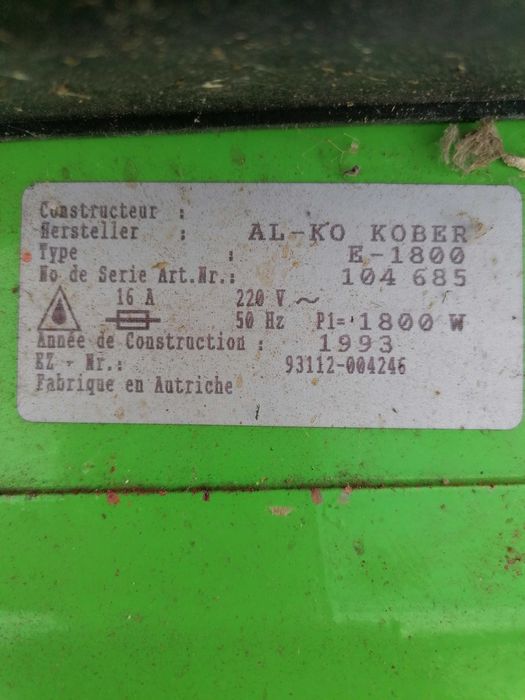 Constructeur :
Hersteller : AL-KO KOBER
Type : E-1800
No de Serie Art.Nr.: 104 685
16 A 220 V ~
50 Hz P1= 1800 W
Année de Construction : 1993
EZ - Nr.: 93112-004246
Fabrique en Autriche